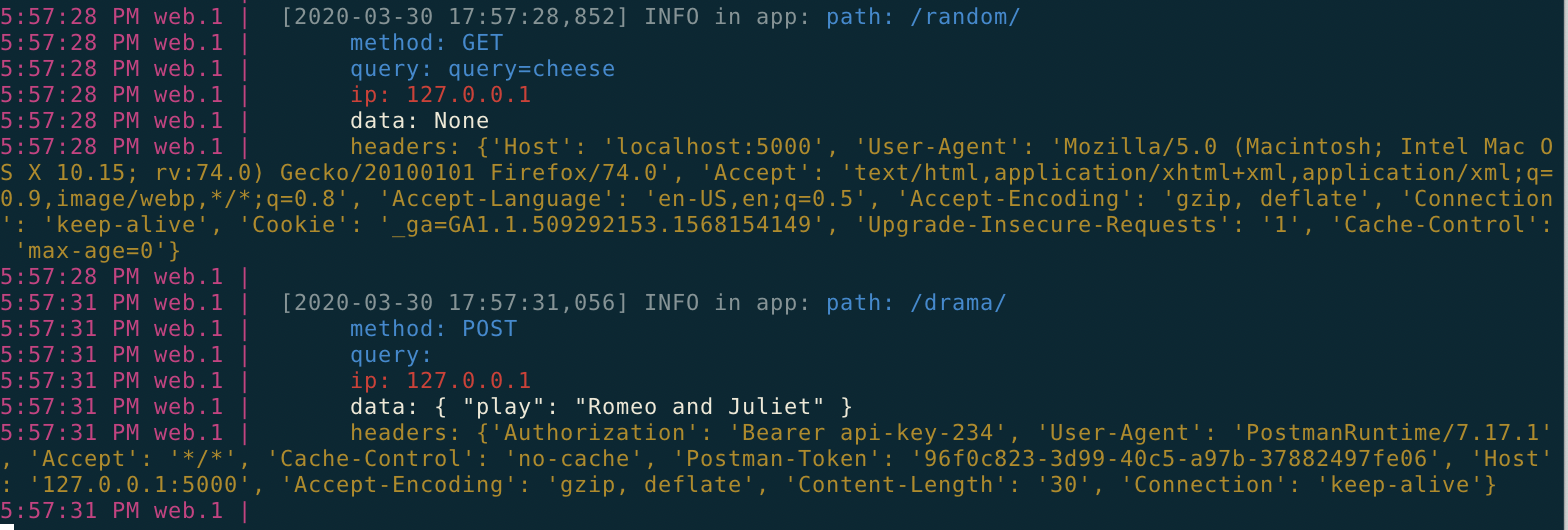 5:57:28 PM web.1 |  [2020-03-30 17:57:28,852] INFO in app: path: /random/
5:57:28 PM web.1 |       method: GET
5:57:28 PM web.1 |       query: query=cheese
5:57:28 PM web.1 |       ip: 127.0.0.1
5:57:28 PM web.1 |       data: None
5:57:28 PM web.1 |       headers: {'Host': 'localhost:5000', 'User-Agent': 'Mozilla/5.0 (Macintosh; Intel Mac O
S X 10.15; rv:74.0) Gecko/20100101 Firefox/74.0', 'Accept': 'text/html,application/xhtml+xml,application/xml;q=
0.9,image/webp,*/*;q=0.8', 'Accept-Language': 'en-US,en;q=0.5', 'Accept-Encoding': 'gzip, deflate', 'Connection
': 'keep-alive', 'Cookie': '_ga=GA1.1.509292153.1568154149', 'Upgrade-Insecure-Requests': '1', 'Cache-Control':
 'max-age=0'}
5:57:28 PM web.1 |
5:57:31 PM web.1 |  [2020-03-30 17:57:31,056] INFO in app: path: /drama/
5:57:31 PM web.1 |       method: POST
5:57:31 PM web.1 |       query:
5:57:31 PM web.1 |       ip: 127.0.0.1
5:57:31 PM web.1 |       data: { "play": "Romeo and Juliet" }
5:57:31 PM web.1 |       headers: {'Authorization': 'Bearer api-key-234', 'User-Agent': 'PostmanRuntime/7.17.1'
, 'Accept': '*/*', 'Cache-Control': 'no-cache', 'Postman-Token': '96f0c823-3d99-40c5-a97b-37882497fe06', 'Host'
: '127.0.0.1:5000', 'Accept-Encoding': 'gzip, deflate', 'Content-Length': '30', 'Connection': 'keep-alive'}
5:57:31 PM web.1 |